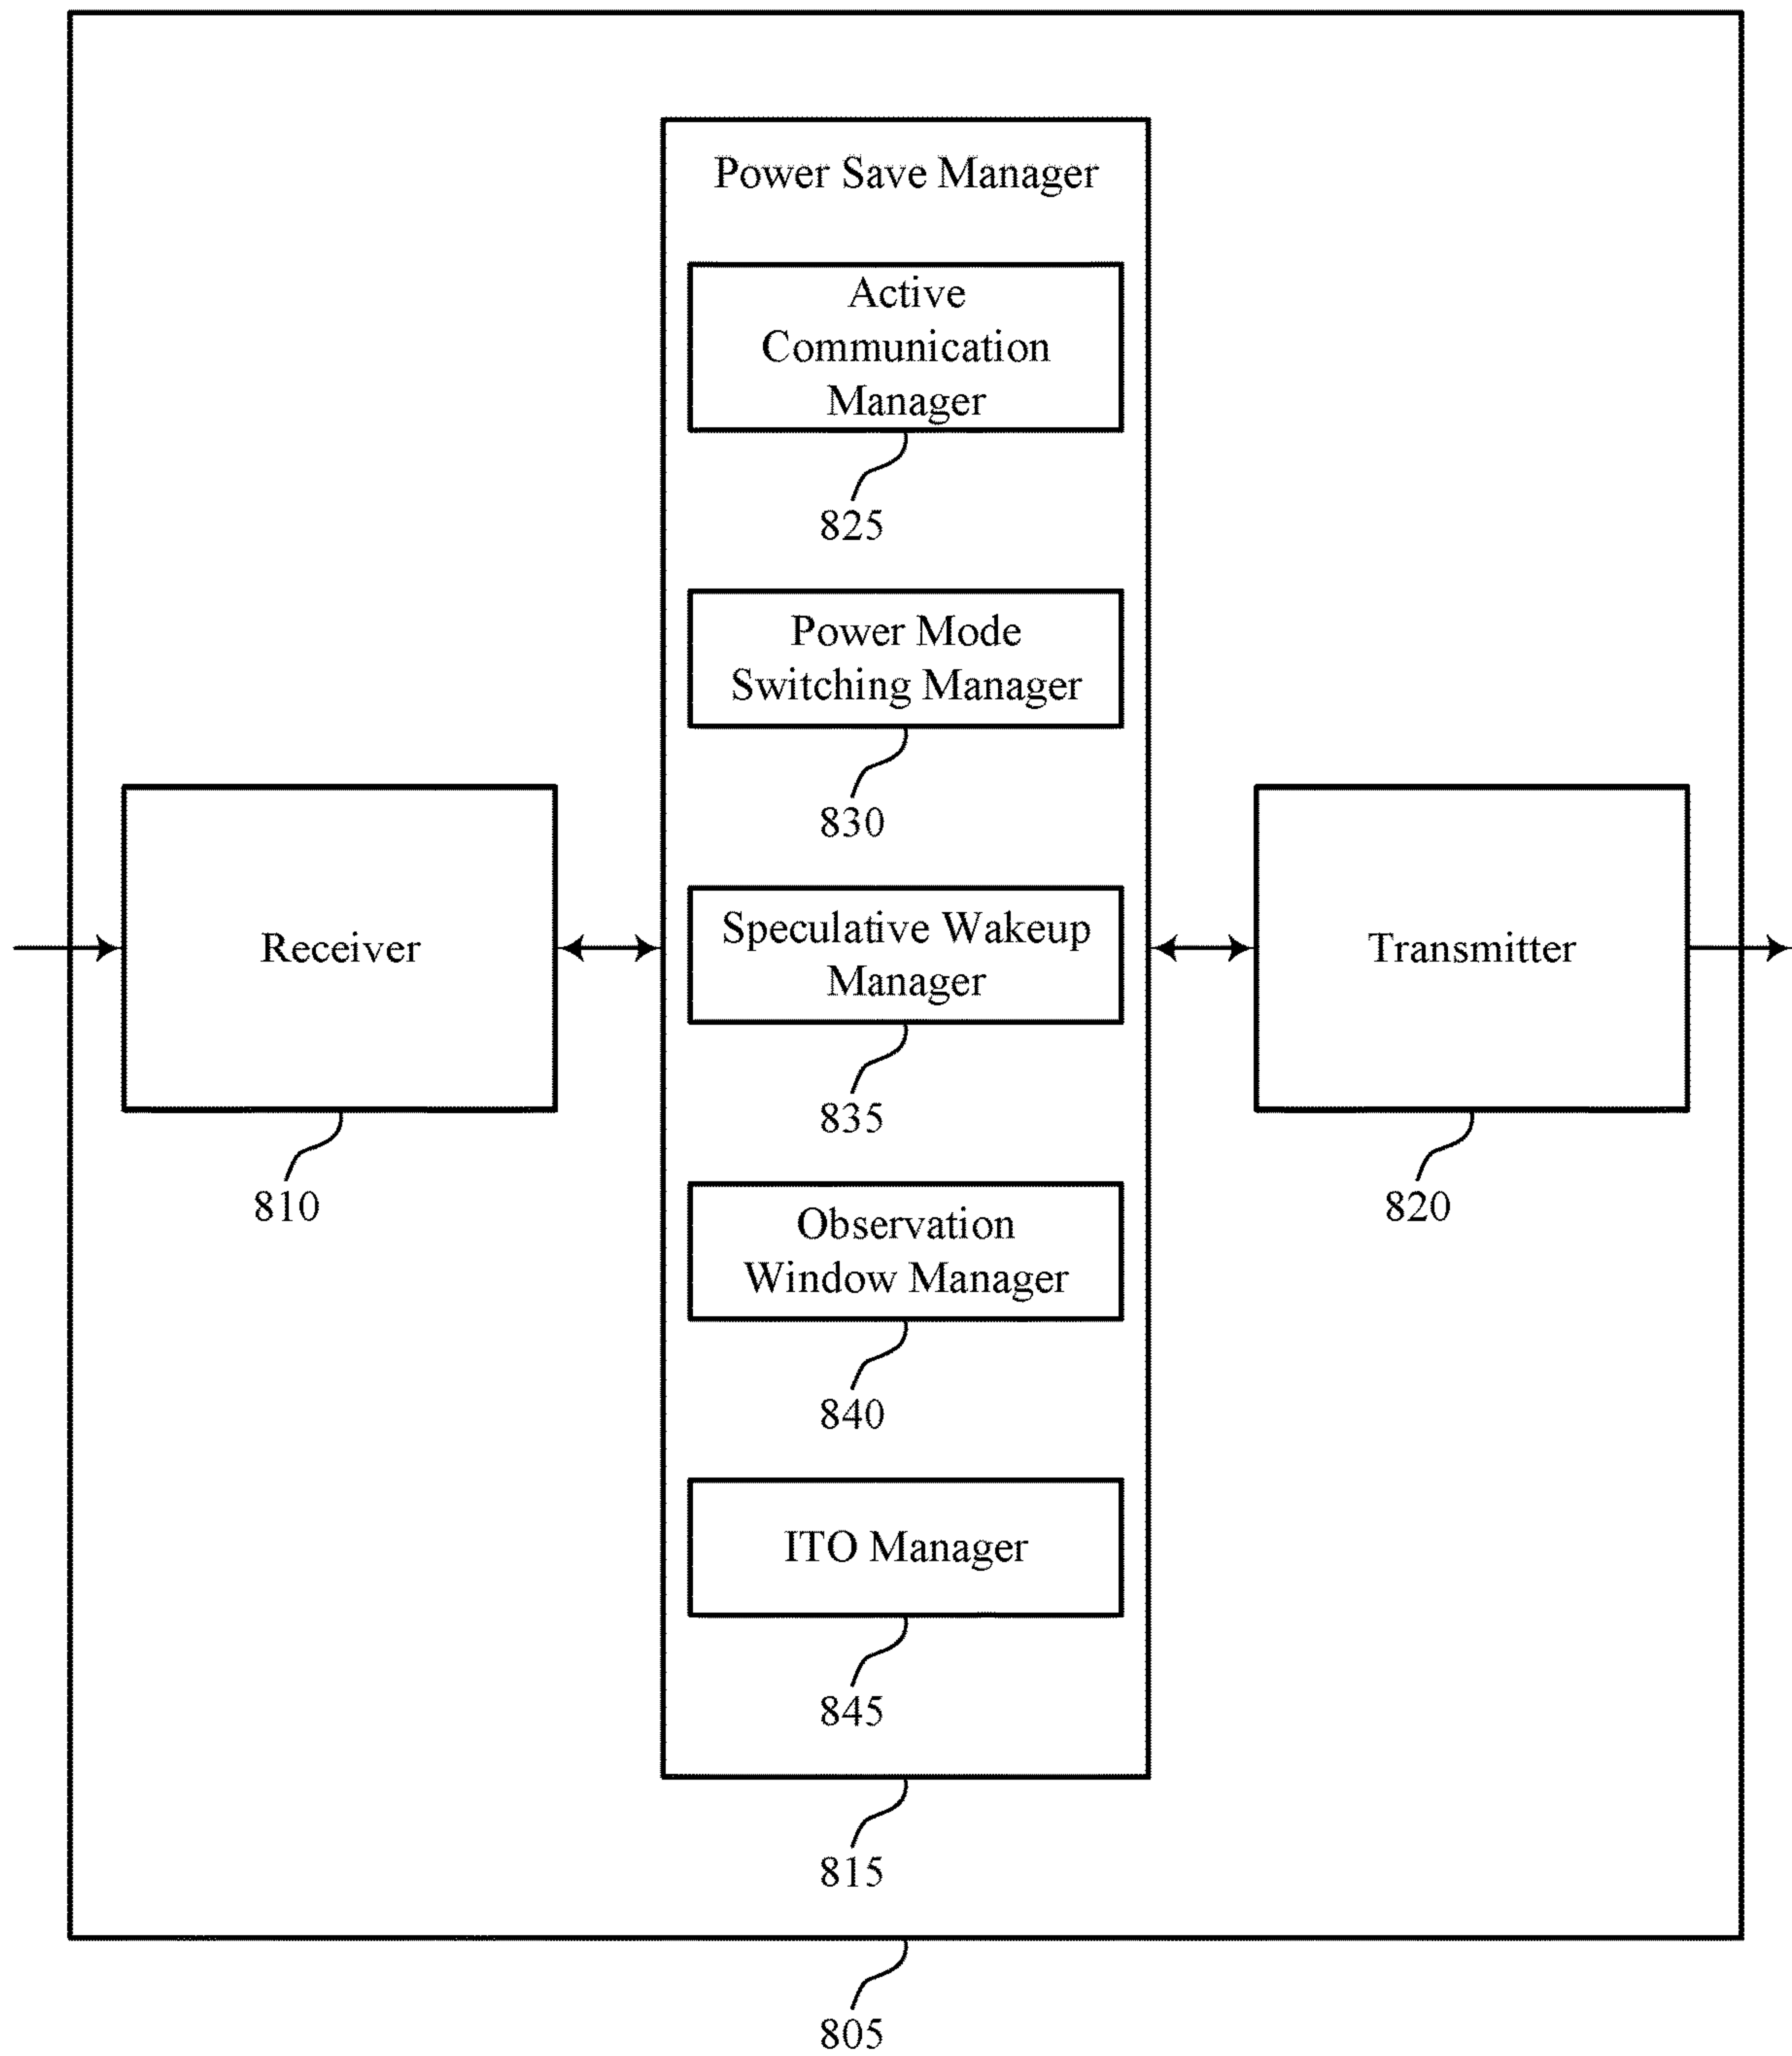 Power Save Manager
Active
Communication
Manager
825
Power Mode
Switching Manager
830
Receiver
810
Speculative Wakeup
Manager
835
Transmitter
820
Observation
Window Manager
840
ITO Manager
845
815
805